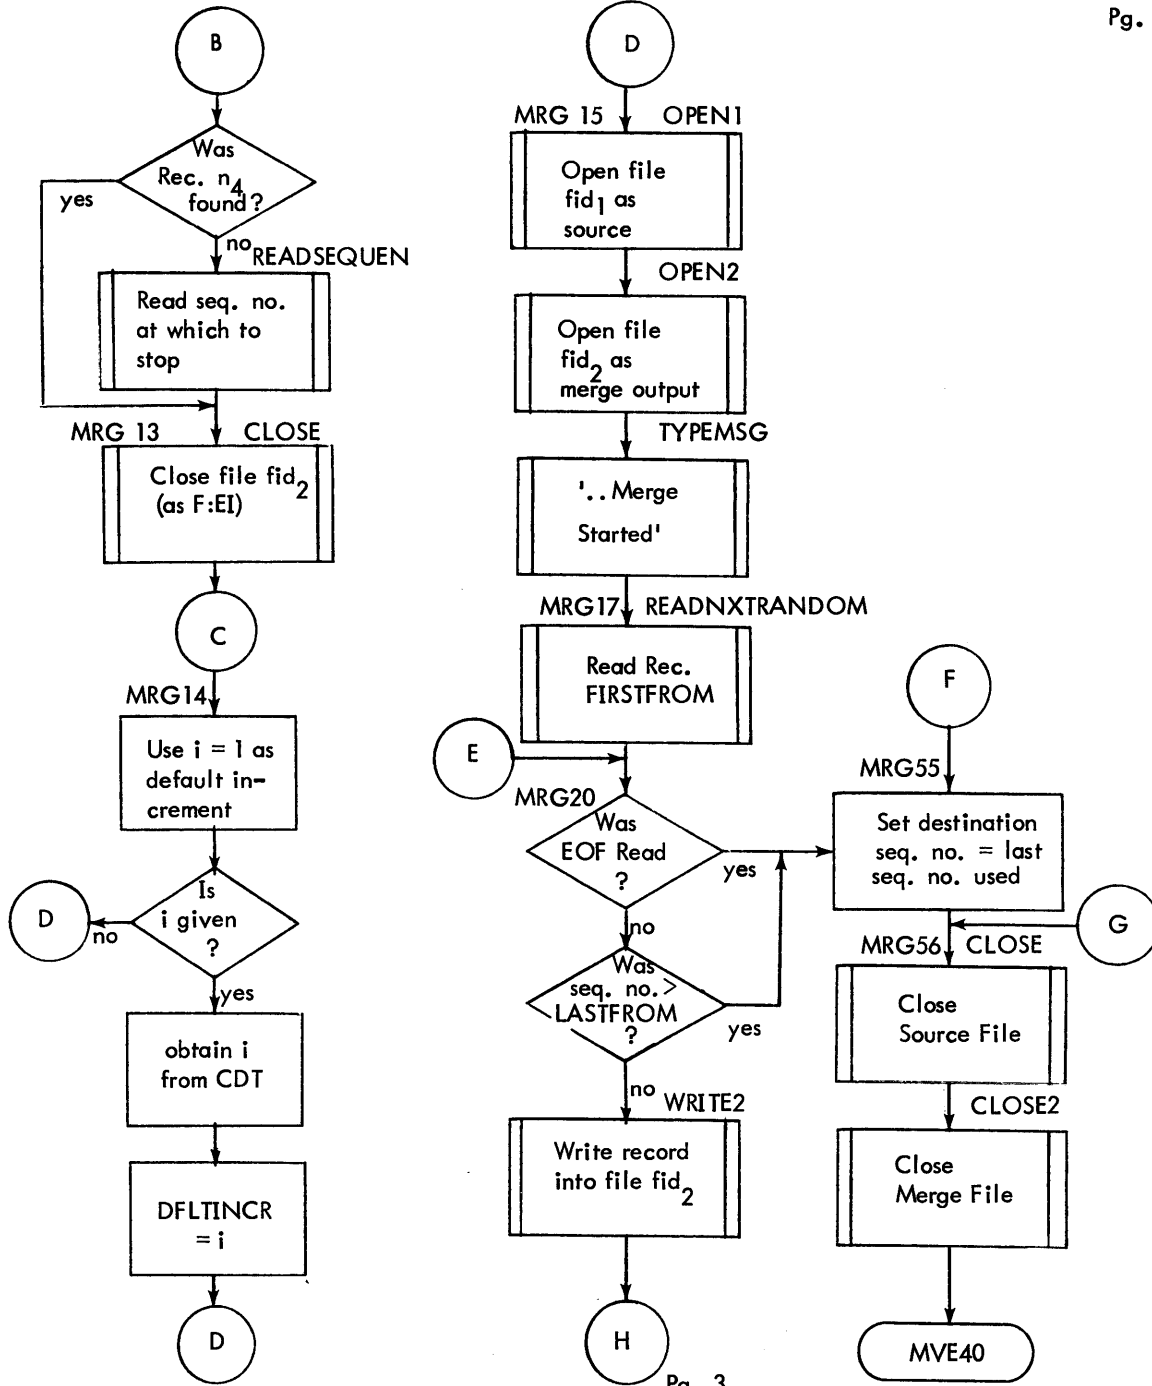 Pg.
B
Was
Rec. n4
found?
yes
no
READSEQUEN
Read seq. no.
at which to
stop
MRG 13 CLOSE
Close file fid2
(as F:EI)
C
MRG14
Use i = 1 as
default in-
crement
Is
i given
?
no
D
yes
obtain i
from CDT
DFLTINCR
= i
D
D
MRG 15 OPEN1
Open file
fid1 as
source
OPEN2
Open file
fid2 as
merge output
TYPEMSG
'..Merge
Started'
MRG17 READNXTRANDOM
Read Rec.
FIRSTFROM
E
MRG20
Was
EOF Read
?
yes
no
Was
seq. no.>
LASTFROM
?
yes
no
WRITE2
Write record
into file fid2
H
Pg. 3
F
MRG55
Set destination
seq. no. = last
seq. no. used
G
MRG56 CLOSE
Close
Source File
CLOSE2
Close
Merge File
MVE40